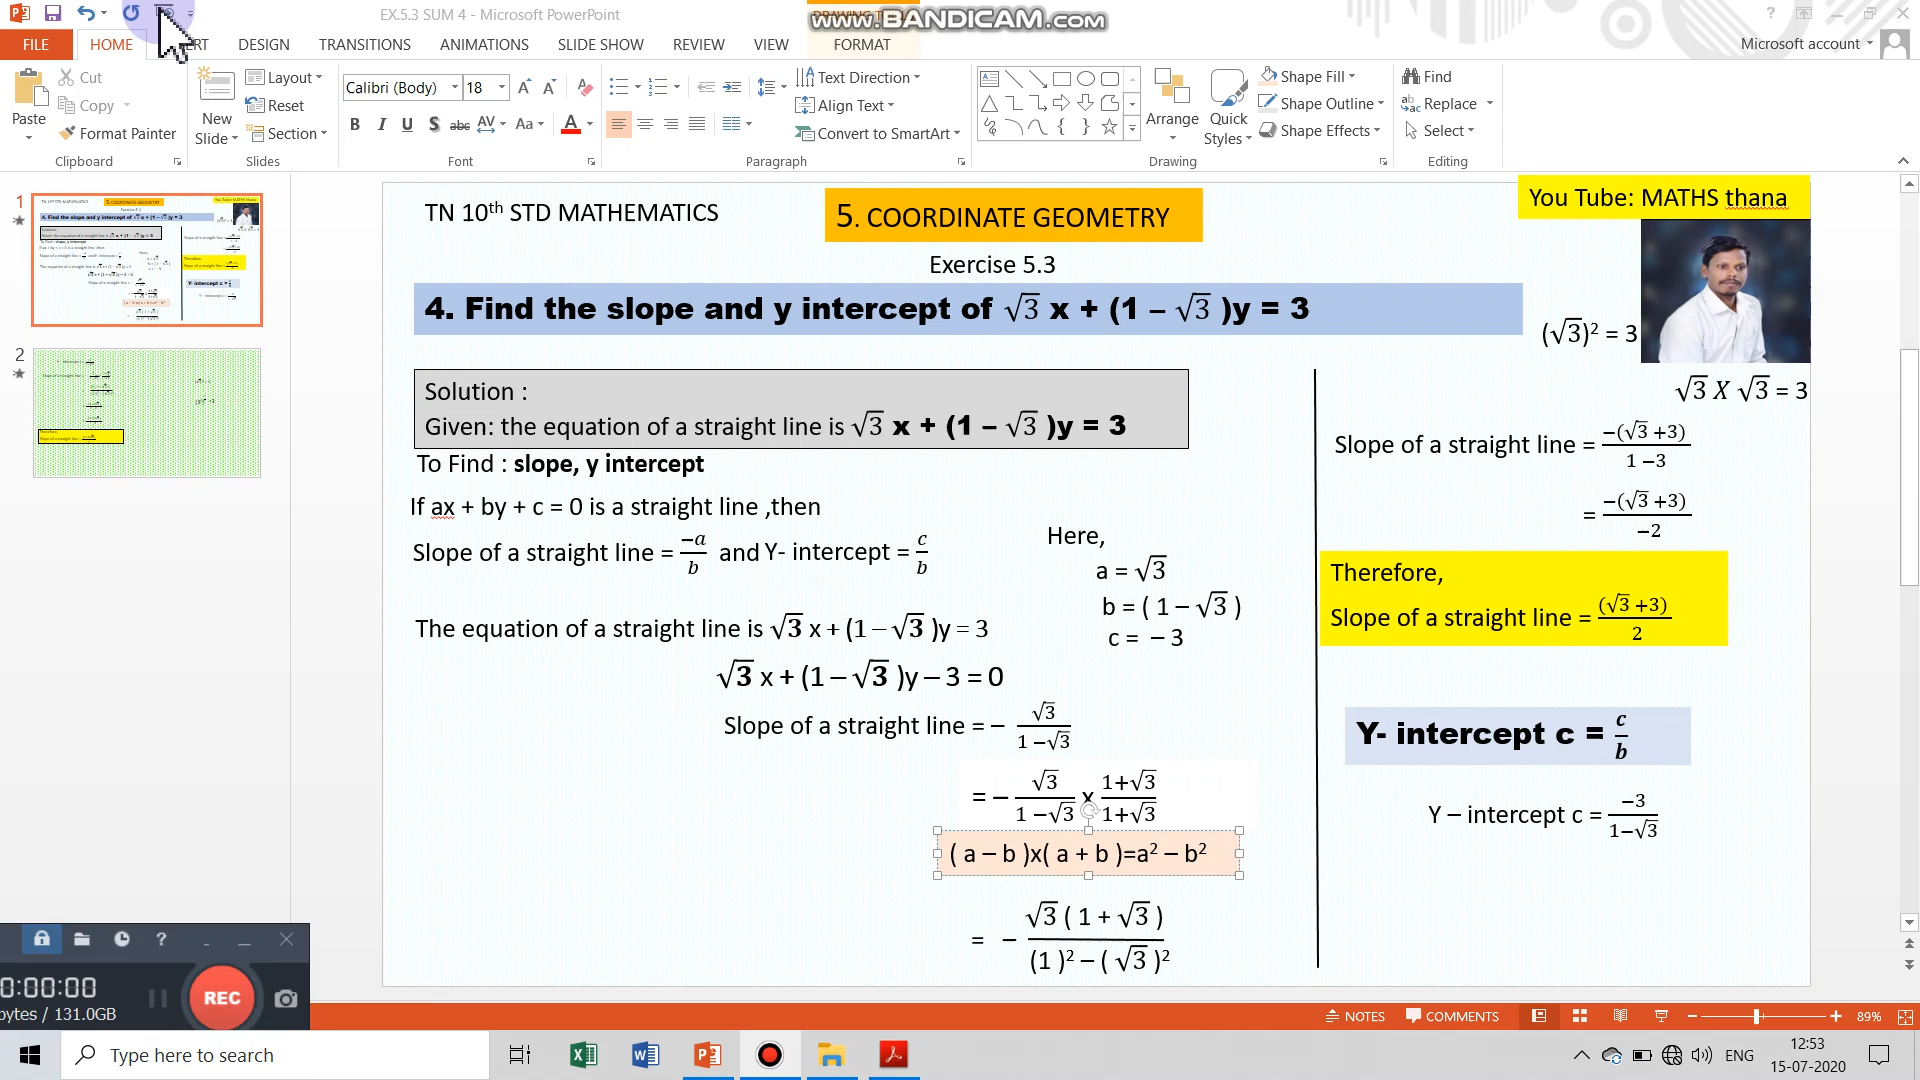 EX.5.3 SUM 4 - Microsoft PowerPoint
www.BANDICAM.com
FILE HOME DESIGN TRANSITIONS ANIMATIONS SLIDE SHOW REVIEW VIEW FORMAT
Microsoft account
Paste
Cut
Copy
Format Painter
Clipboard
New Slide
Layout
Reset
Section
Slides
Calibri (Body) 18
B I U S abc AV Aa A
Font
Text Direction
Align Text
Convert to SmartArt
Paragraph
Arrange
Quick Styles
Shape Fill
Shape Outline
Shape Effects
Drawing
Find
Replace
Select
Editing
1
2
TN 10th STD MATHEMATICS
5. COORDINATE GEOMETRY
You Tube: MATHS thana
Exercise 5.3
4. Find the slope and y intercept of √3 x + (1 – √3 )y = 3
(√3)² = 3
√3 X √3 = 3
Solution :
Given: the equation of a straight line is √3 x + (1 – √3 )y = 3
To Find : slope, y intercept
If ax + by + c = 0 is a straight line ,then
Slope of a straight line = −a/b and Y- intercept = c/b
Here,
a = √3
b = ( 1 – √3 )
c = – 3
The equation of a straight line is √3 x + (1 – √3 )y = 3
√3 x + (1 – √3 )y – 3 = 0
Slope of a straight line = – √3/(1 −√3)
= – √3/(1 −√3) x (1+√3)/(1+√3)
( a – b )x( a + b )=a² – b²
= – √3 ( 1 + √3 )/((1 )² – ( √3 )²)
Slope of a straight line = −(√3 +3)/(1 −3)
= −(√3 +3)/−2
Therefore,
Slope of a straight line = (√3 +3)/2
Y- intercept c = c/b
Y – intercept c = −3/(1−√3)
0:00:00
REC
bytes / 131.0GB
NOTES COMMENTS 89%
Type here to search
ENG
12:53
15-07-2020